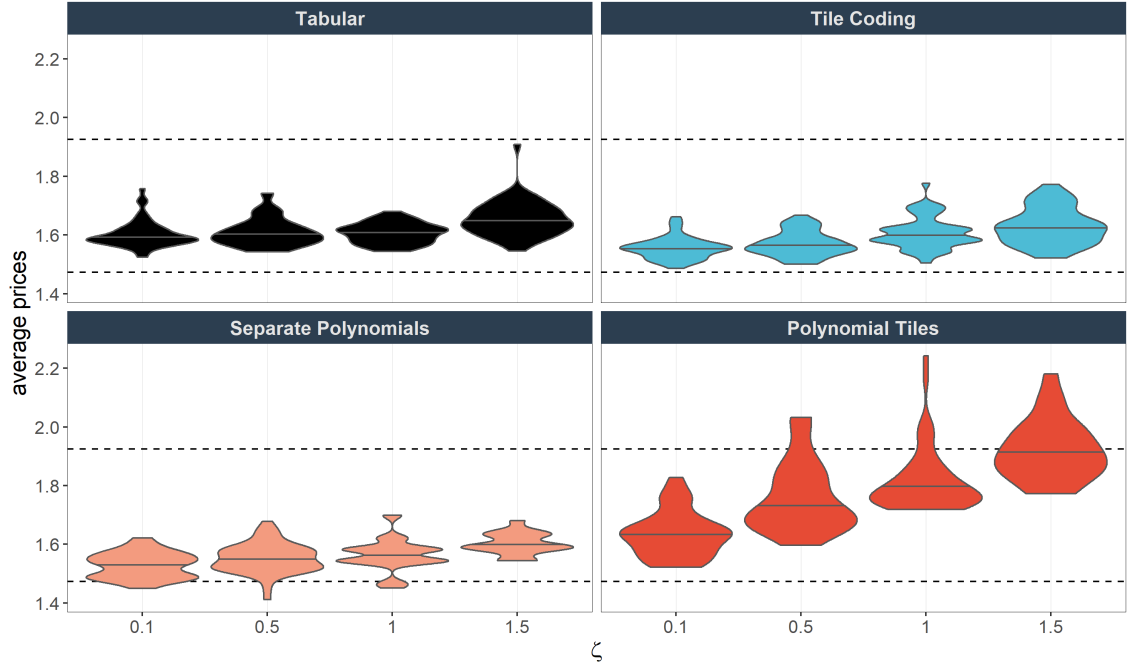 Tabular
Tile Coding
2.2
2.0
1.8
1.6
1.4
average prices
Separate Polynomials
Polynomial Tiles
2.2
2.0
1.8
1.6
1.4
0.1 0.5 1 1.5
0.1 0.5 1 1.5
ζ